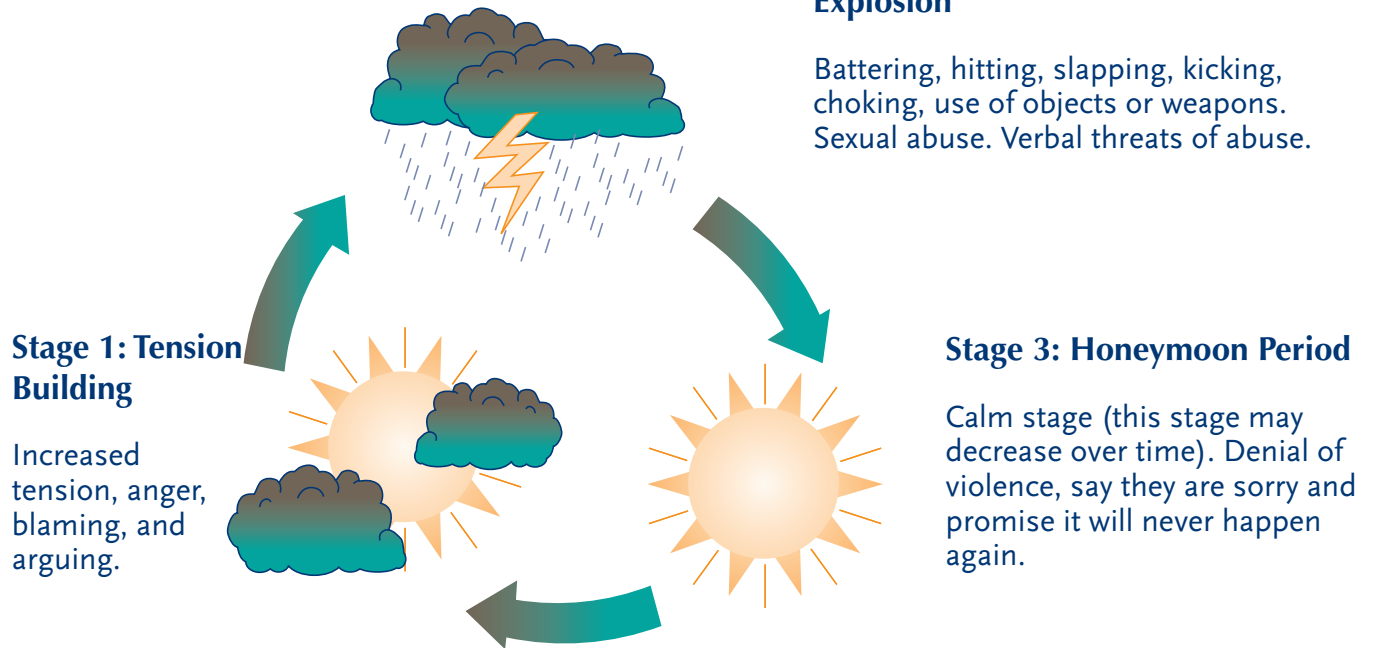 Explosion
Battering, hitting, slapping, kicking,
choking, use of objects or weapons.
Sexual abuse. Verbal threats of abuse.
Stage 1: Tension
Building
Increased
tension, anger,
blaming, and
arguing.
Stage 3: Honeymoon Period
Calm stage (this stage may
decrease over time). Denial of
violence, say they are sorry and
promise it will never happen
again.